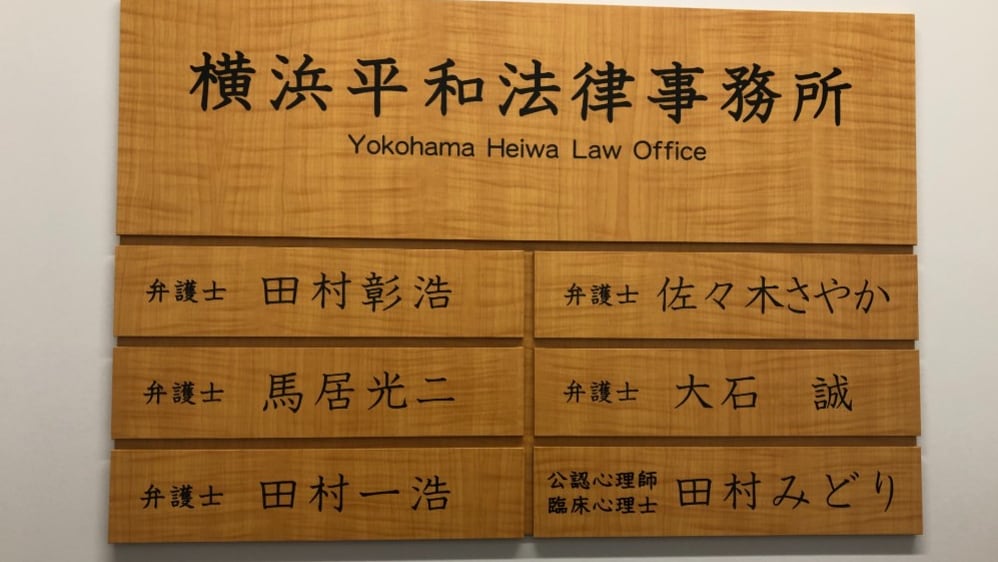 横浜平和法律事務所
Yokohama Heiwa Law Office
弁護士 田村彰浩
弁護士 佐々木さやか
弁護士 馬居光二
弁護士 大石 誠
弁護士 田村一浩
公認心理師
臨床心理士 田村みどり